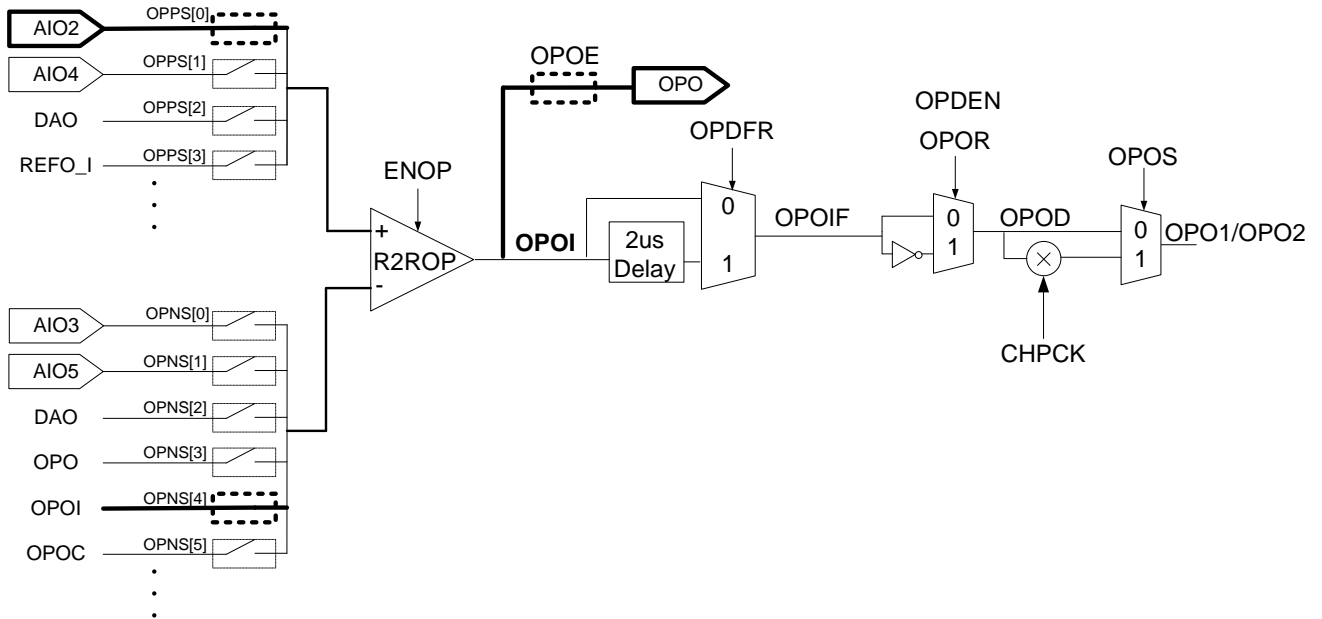 AIO2 OPPS[0]
AIO4 OPPS[1]
DAO OPPS[2]
REFO_I OPPS[3]
AIO3 OPNS[0]
AIO5 OPNS[1]
DAO OPNS[2]
OPO OPNS[3]
OPOI OPNS[4]
OPOC OPNS[5]
ENOP
+
R2ROP
-
OPOE
OPO
OPOI
2us
Delay
OPDFR
0
1
OPOIF
OPDEN
OPOR
0
1
OPOD
CHPCK
OPOS
0
1
OPO1/OPO2